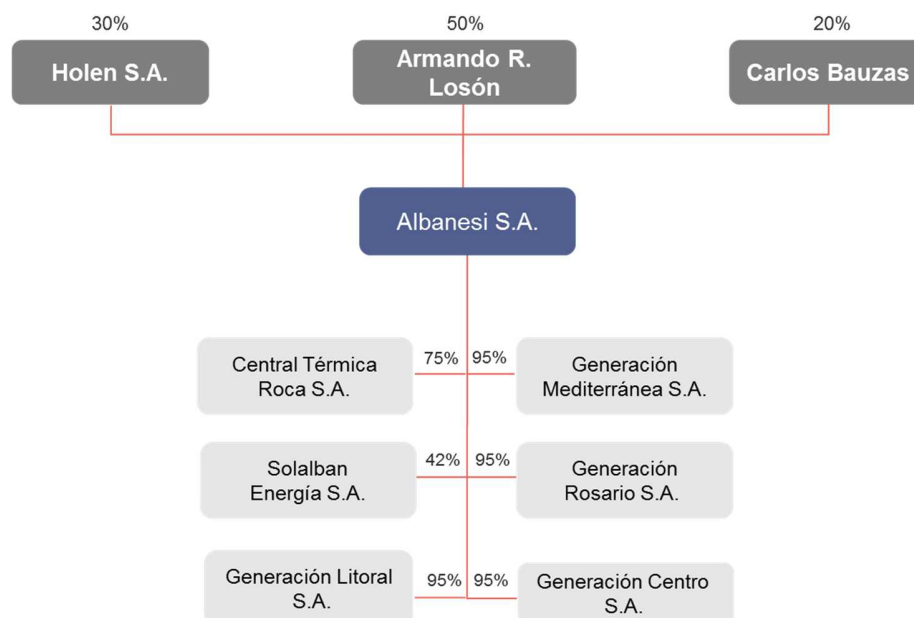 30%
50%
20%
Holen S.A.
Armando R.
Losón
Carlos Bauzas
Albanesi S.A.
Central Térmica
Roca S.A.
75%
95%
Generación
Mediterránea S.A.
Solalban
Energía S.A.
42%
95%
Generación
Rosario S.A.
Generación Litoral
S.A.
95%
95%
Generación Centro
S.A.